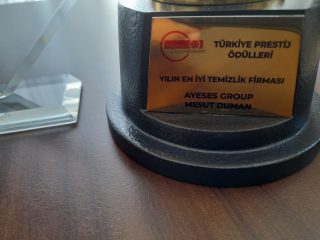 TÜRKİYE PRESTİJ
ÖDÜLLERİ
YILIN EN İYİ TEMİZLİK FİRMASI
AYESES GROUP
MESUT DUMAN